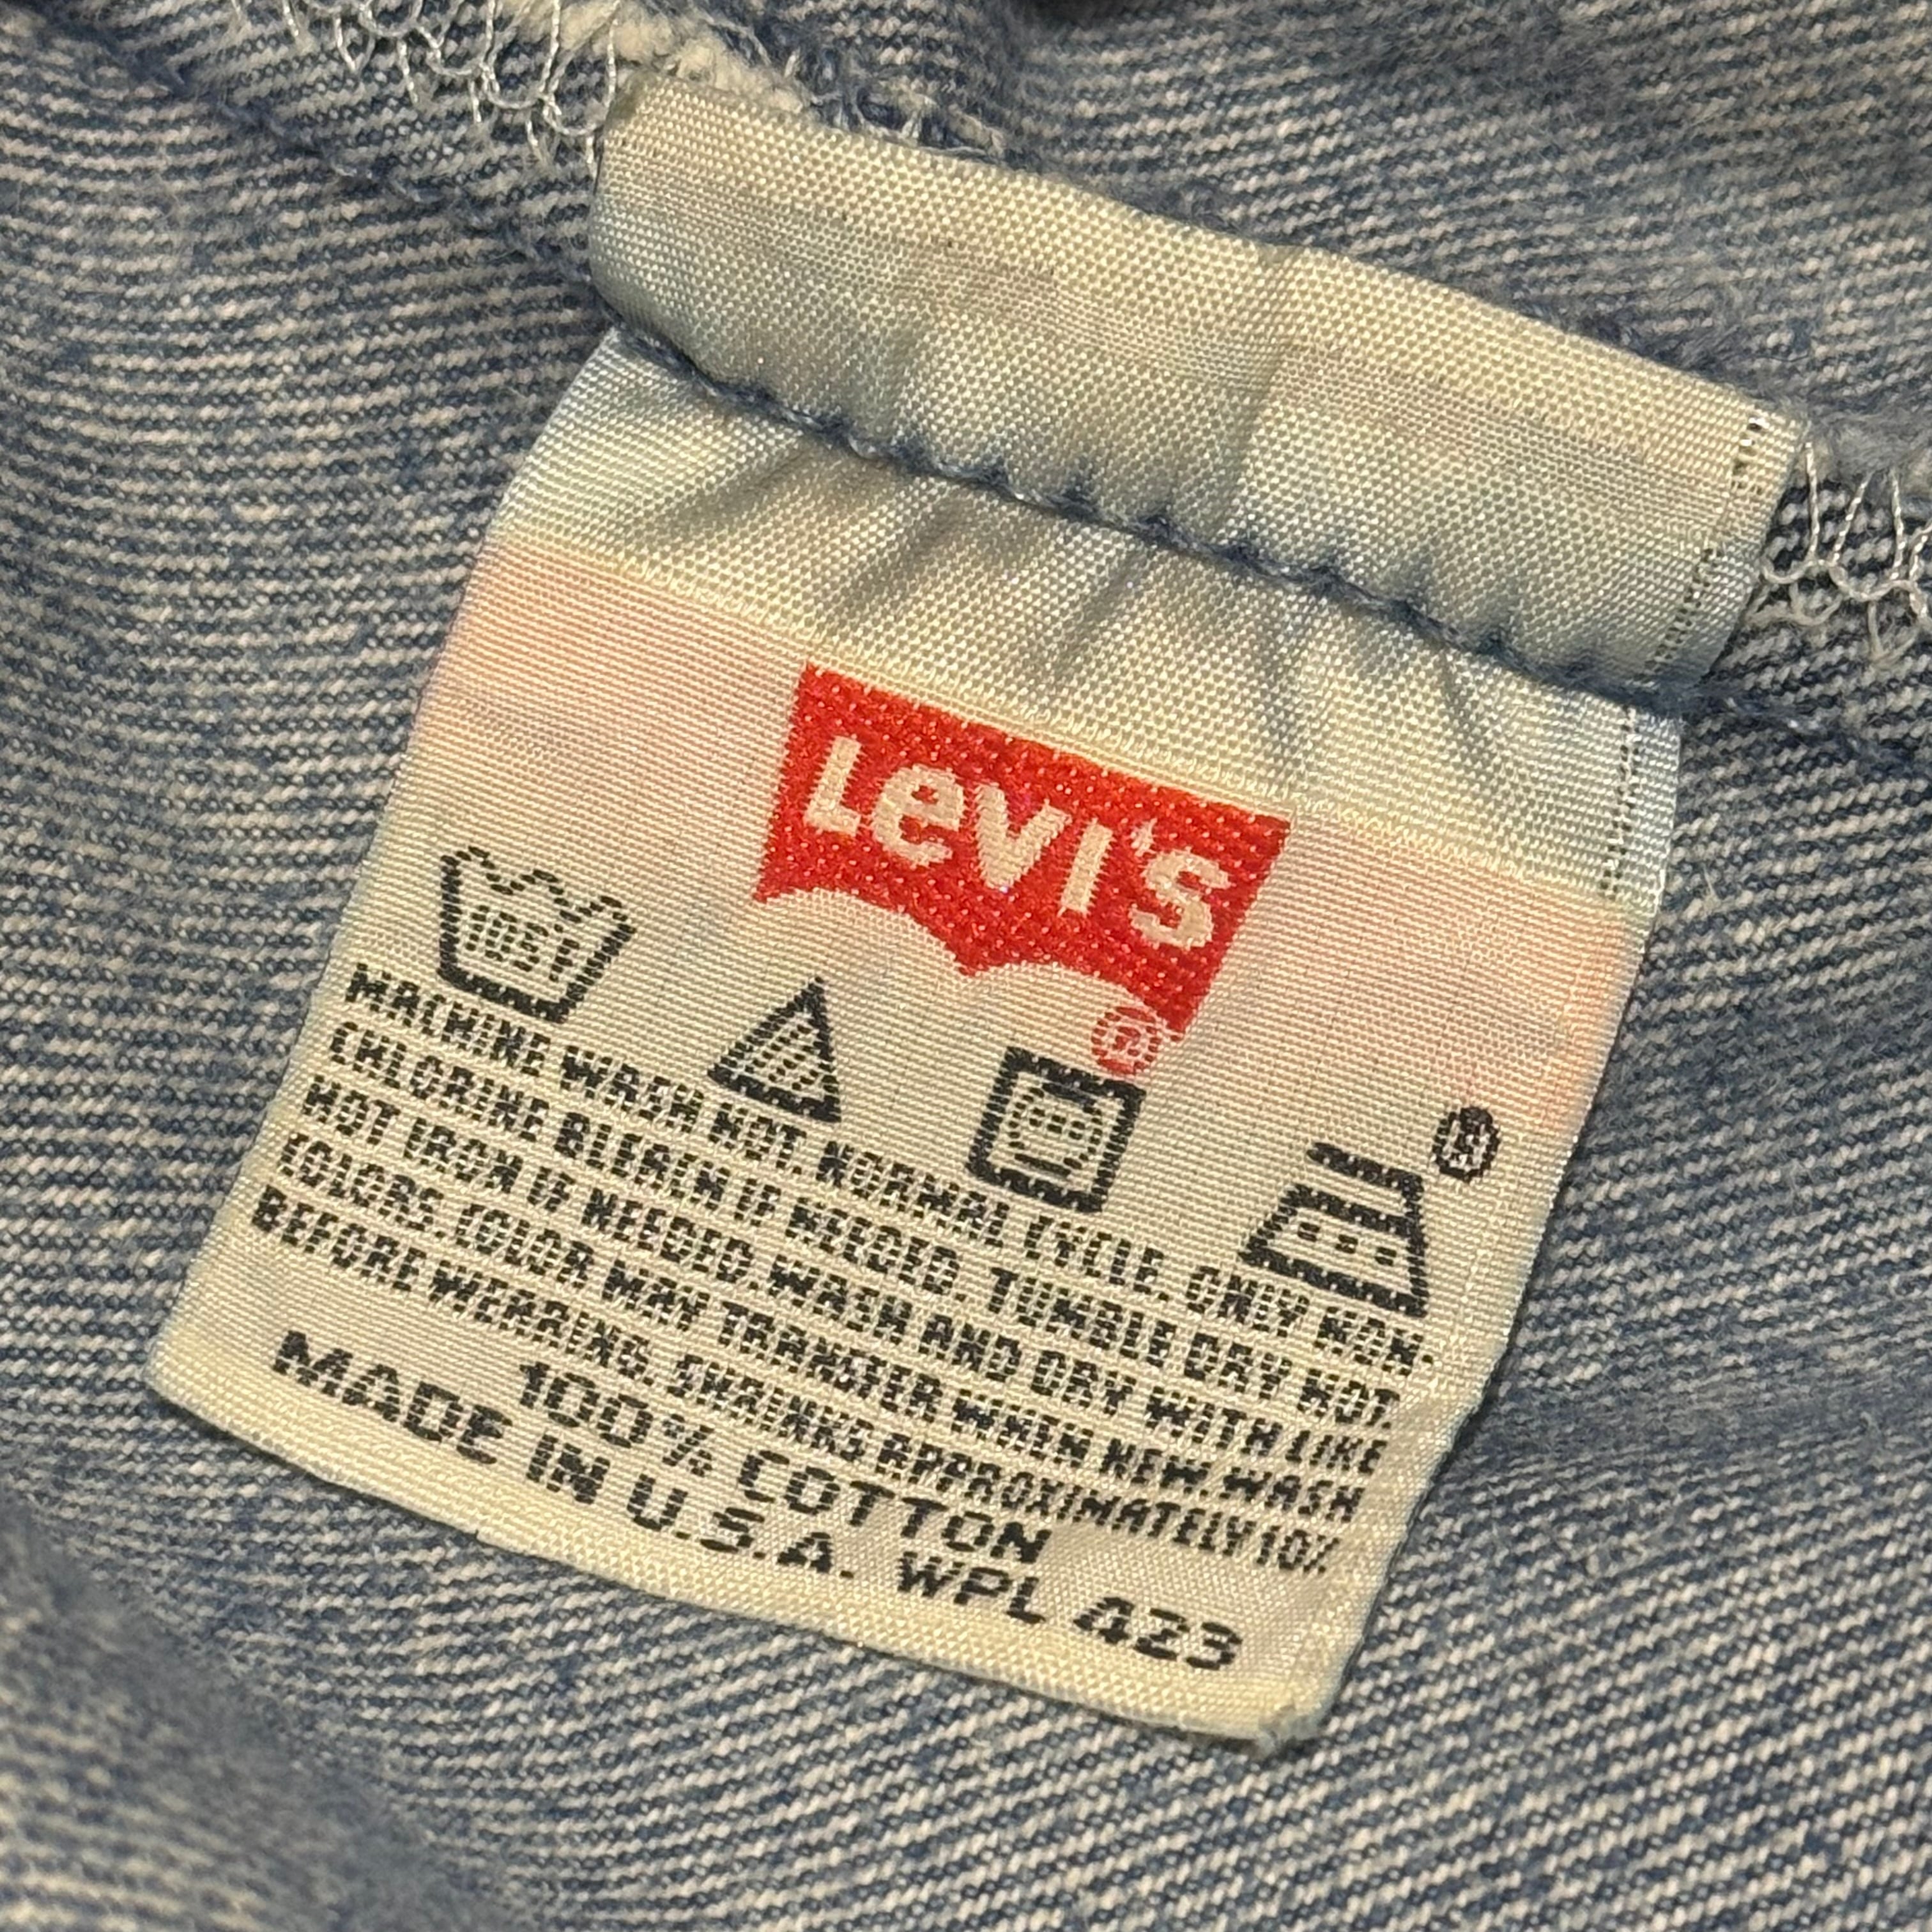 LEVI'S
®
105F
®
MACHINE WASH HOT. NORMAL CYCLE. ONLY NON-
CHLORINE BLEACH IF NEEDED. TUMBLE DRY HOT.
HOT IRON IF NEEDED. WASH AND DRY WITH LIKE
COLORS. COLOR MAY TRANSFER WHEN NEW. WASH
BEFORE WEARING. SHRINKS APPROXIMATELY 10%
100% COTTON
MADE IN U.S.A. WPL 423